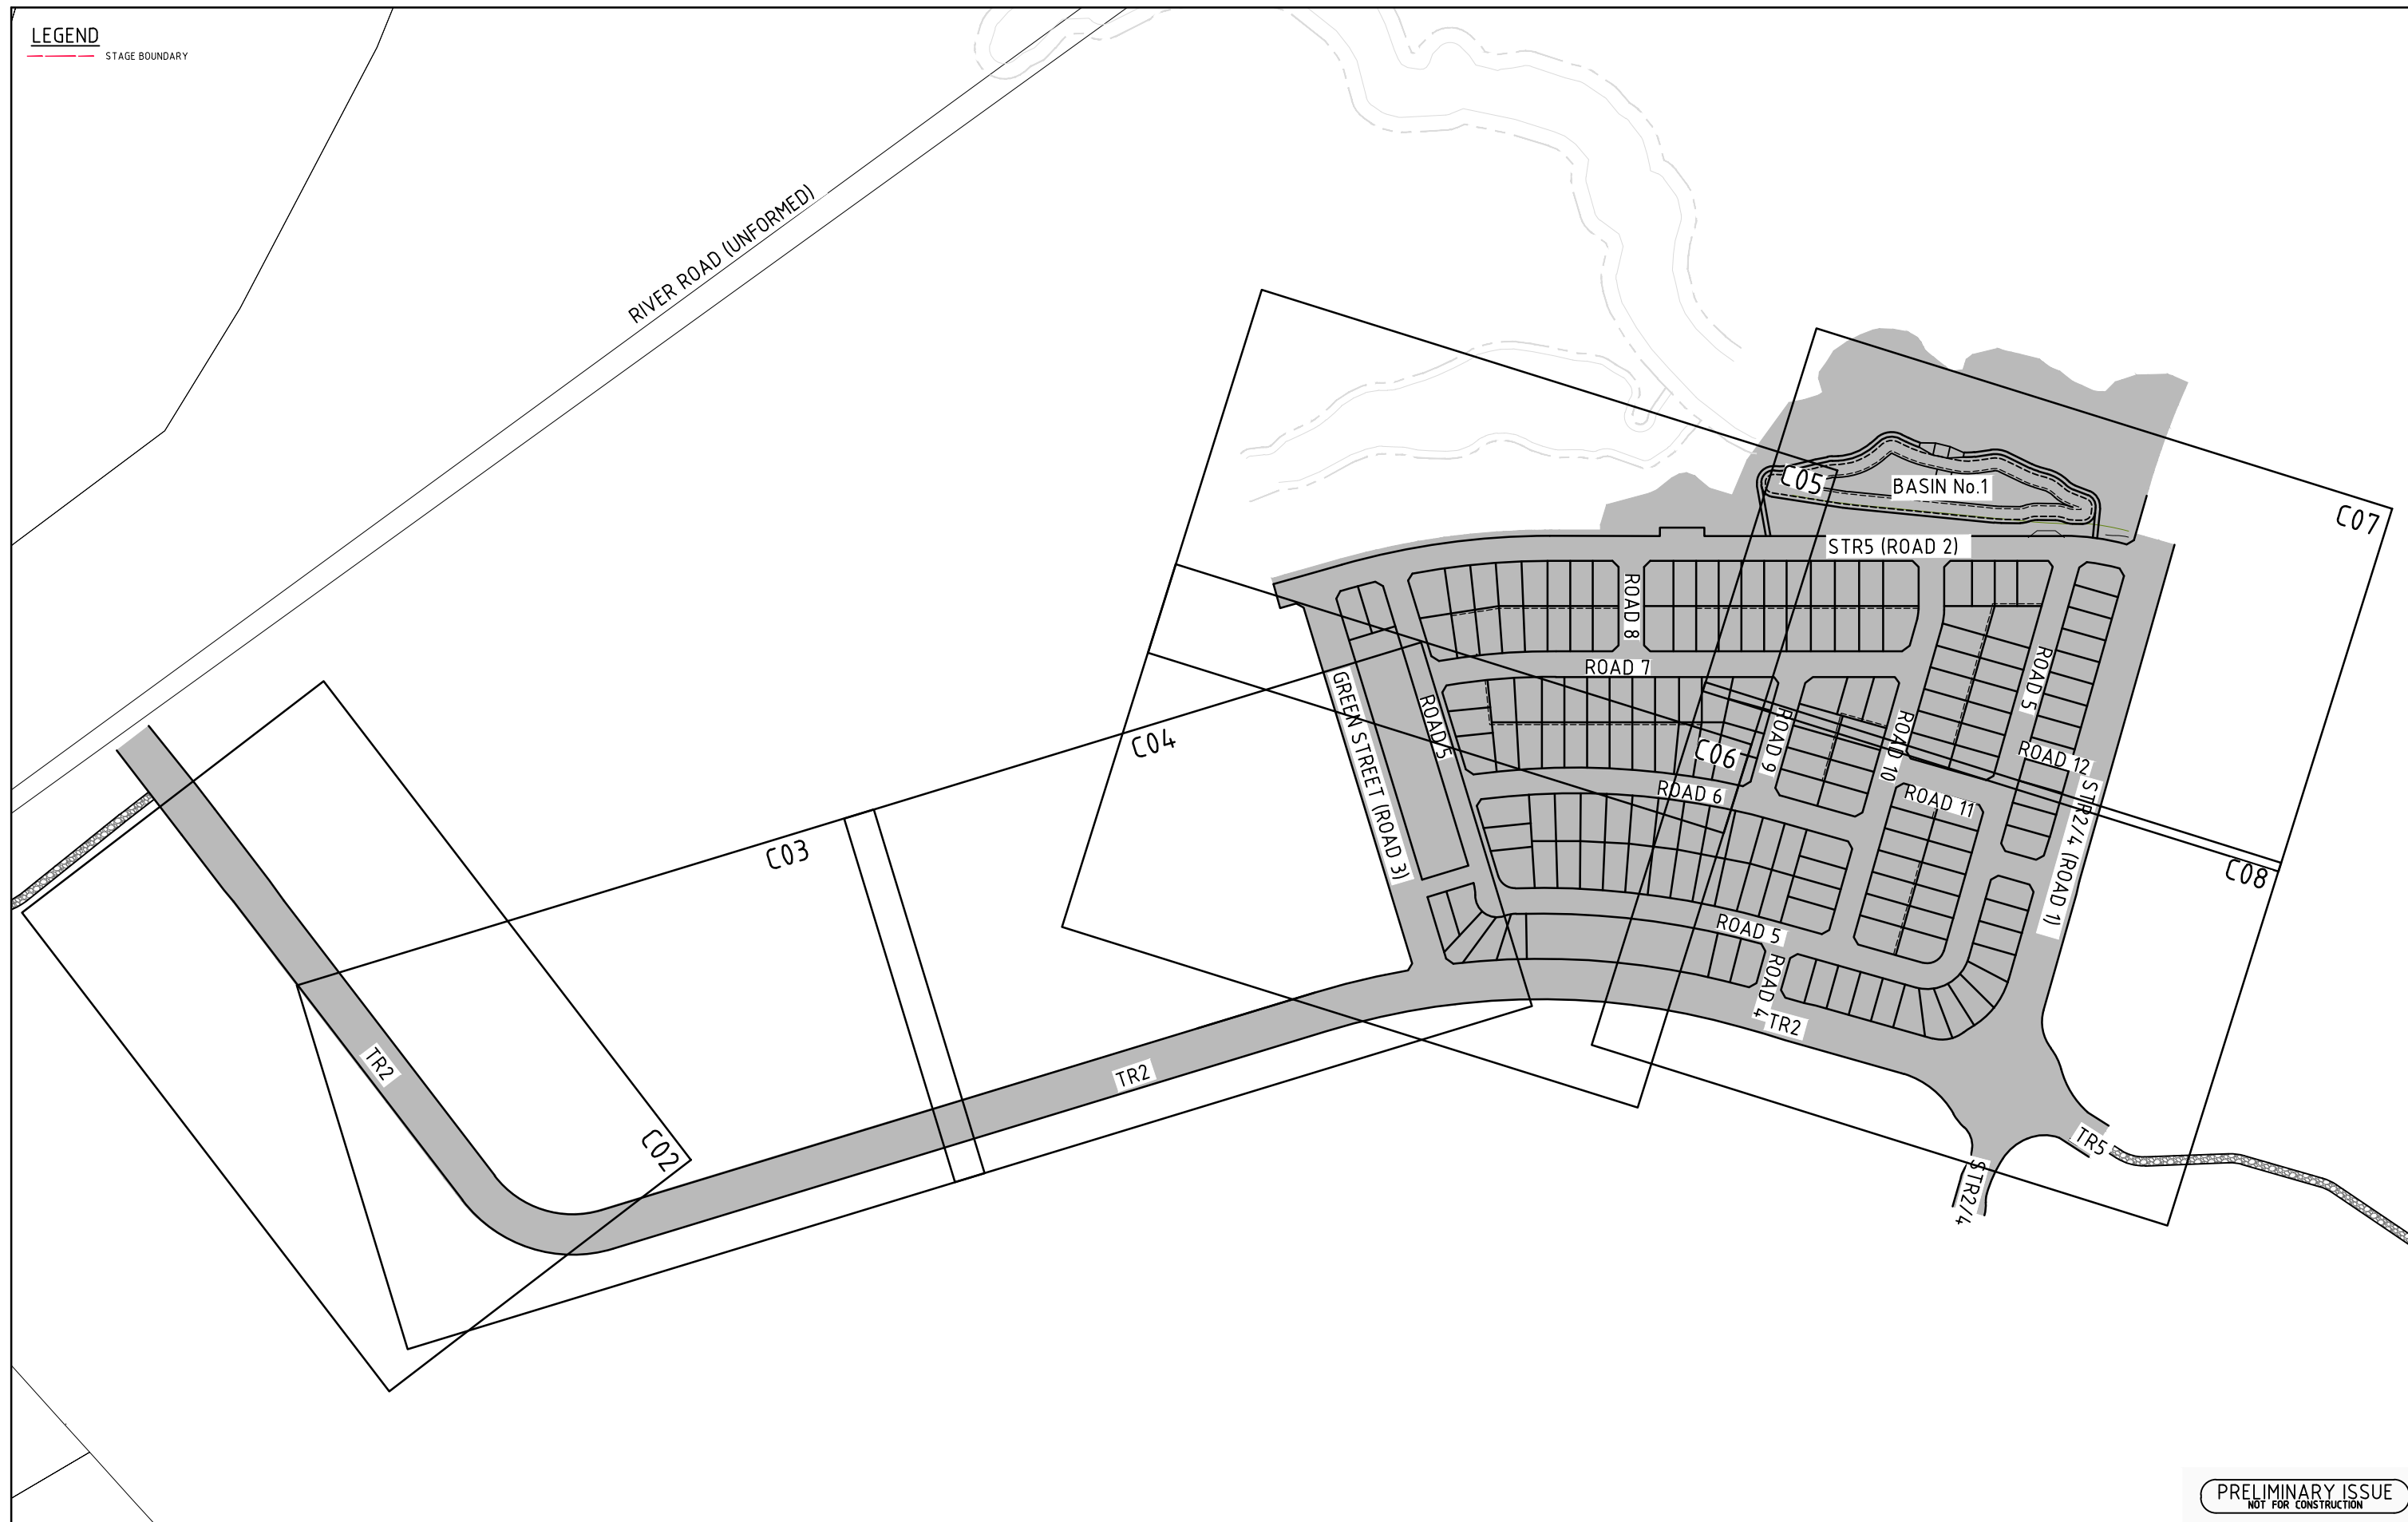 LEGEND
STAGE BOUNDARY
RIVER ROAD (UNFORMED)
C05
BASIN No.1
C07
STR5 (ROAD 2)
ROAD 8
ROAD 7
ROAD 5
GREEN STREET (ROAD 3)
ROAD 5
C04
C06
ROAD 9
ROAD 10
ROAD 12
ROAD 6
ROAD 11
STR2/4 (ROAD 1)
C03
C08
ROAD 5
ROAD 4
TR2
TR2
TR2
C02
TR5
STR2/4
PRELIMINARY ISSUE
NOT FOR CONSTRUCTION